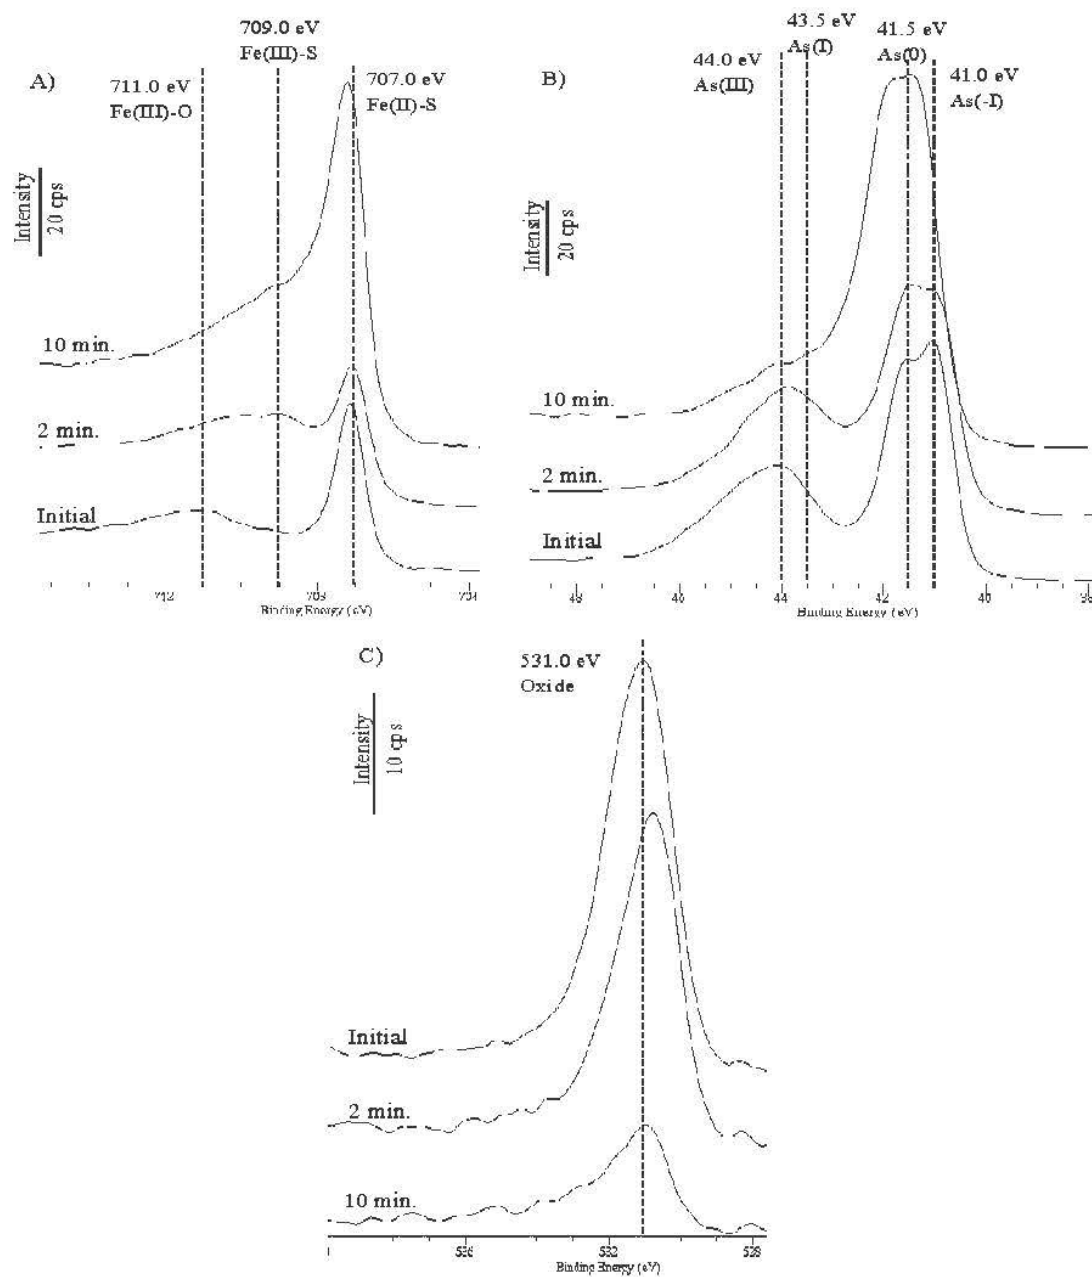 A)
709.0 eV
Fe(III)-S
711.0 eV
Fe(III)-O
707.0 eV
Fe(II)-S
Intensity
20 cps
10 min.
2 min.
Initial
712
708
704
Binding Energy (eV)
B)
43.5 eV
As(I)
41.5 eV
As(0)
44.0 eV
As(III)
41.0 eV
As(-I)
Intensity
20 cps
10 min.
2 min.
Initial
48
46
44
42
40
38
Binding Energy (eV)
C)
531.0 eV
Oxide
Intensity
10 cps
Initial
2 min.
10 min.
536
532
528
Binding Energy (eV)